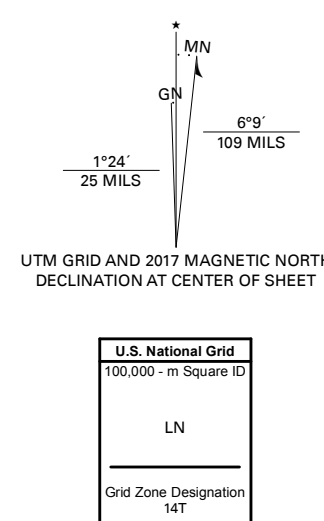 ★
MN
GN
6°9´
109 MILS
1°24´
25 MILS
UTM GRID AND 2017 MAGNETIC NORTH
DECLINATION AT CENTER OF SHEET
U.S. National Grid
100,000 - m Square ID
LN
Grid Zone Designation
14T